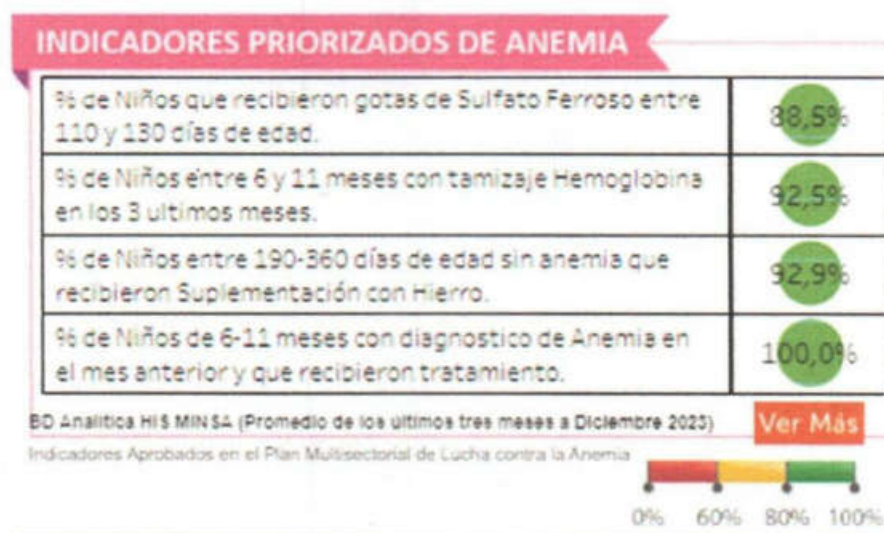 INDICADORES PRIORIZADOS DE ANEMIA
% de Niños que recibieron gotas de Sulfato Ferroso entre
110 y 130 días de edad.
88,5%
% de Niños entre 6 y 11 meses con tamizaje Hemoglobina
en los 3 ultimos meses.
92,5%
% de Niños entre 190-360 días de edad sin anemia que
recibieron Suplementación con Hierro.
92,9%
% de Niños de 6-11 meses con diagnostico de Anemia en
el mes anterior y que recibieron tratamiento.
100,0%
BD Analítica HIS MINSA (Promedio de los últimos tres meses a Diciembre 2023)
Ver Más
Indicadores Aprobados en el Plan Multisectorial de Lucha contra la Anemia
0% 60% 80% 100%